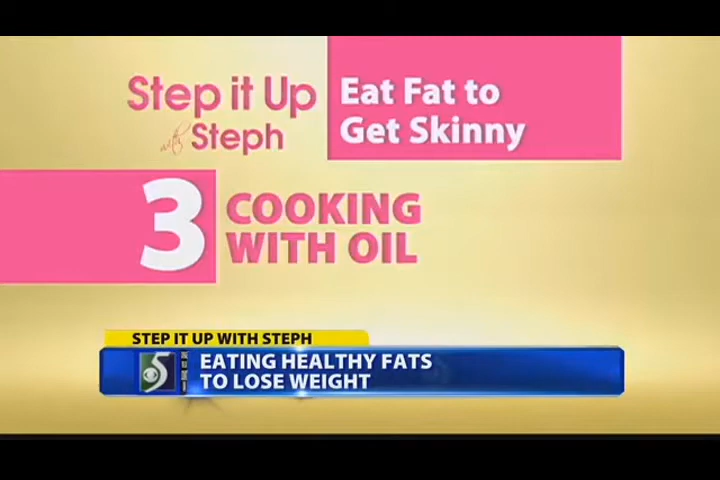 Step it Up
with Steph
Eat Fat to
Get Skinny
3
COOKING
WITH OIL
STEP IT UP WITH STEPH
5
EATING HEALTHY FATS
TO LOSE WEIGHT